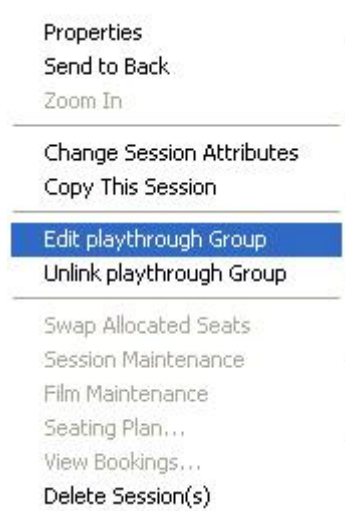 Properties
Send to Back
Zoom In
Change Session Attributes
Copy This Session
Edit playthrough Group
Unlink playthrough Group
Swap Allocated Seats
Session Maintenance
Film Maintenance
Seating Plan...
View Bookings...
Delete Session(s)